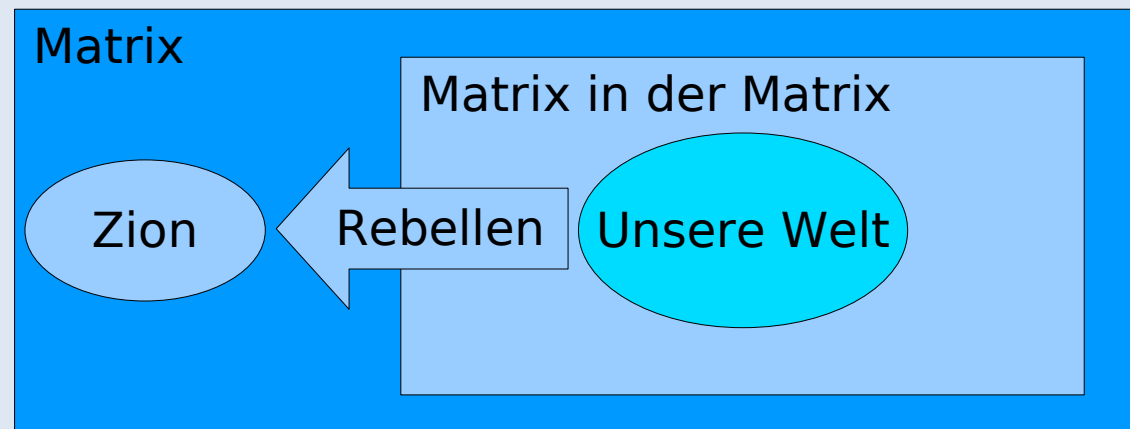 Matrix
Matrix in der Matrix
Zion
Rebellen
Unsere Welt